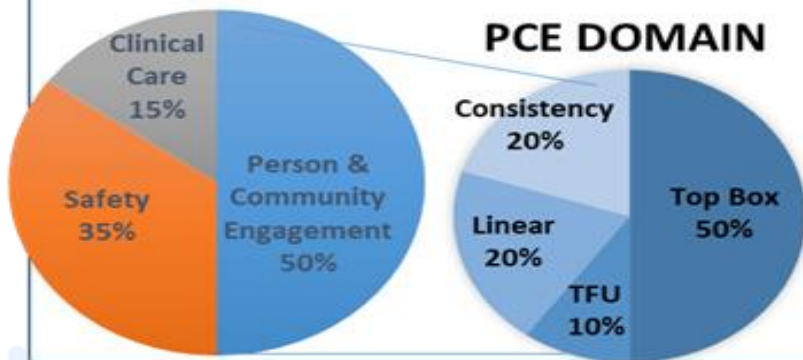 PCE DOMAIN
Clinical
Care
15%
Safety
35%
Person &
Community
Engagement
50%
Consistency
20%
Linear
20%
TFU
10%
Top Box
50%